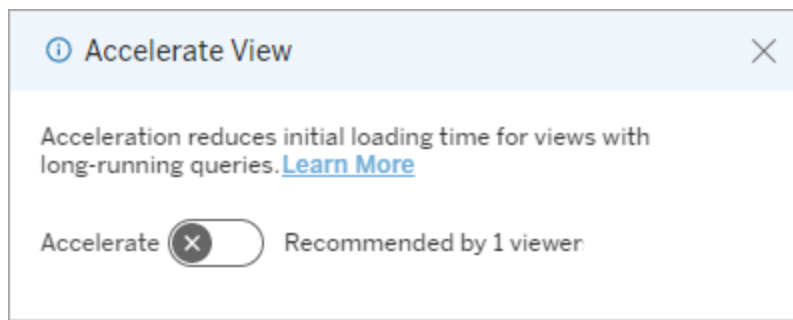 Accelerate View
Acceleration reduces initial loading time for views with
long-running queries. Learn More
Accelerate Recommended by 1 viewer